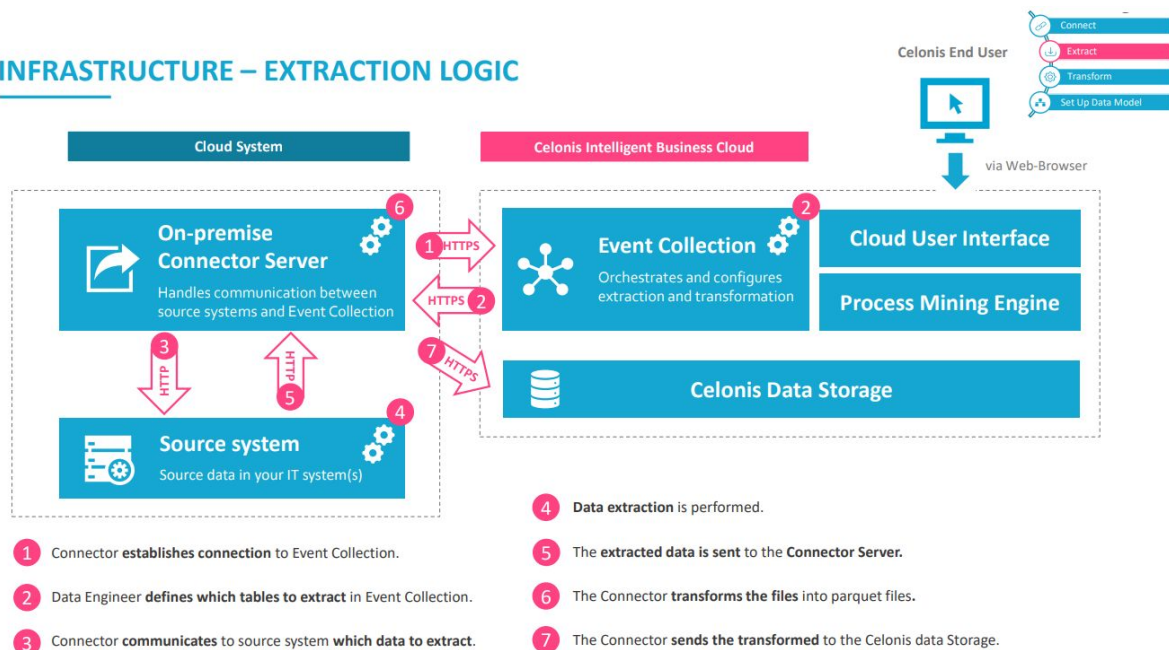 Connect
Celonis End User
Extract
INFRASTRUCTURE – EXTRACTION LOGIC
Transform
Set Up Data Model
Cloud System
Celonis Intelligent Business Cloud
via Web-Browser
6
On-premise
Connector Server
Handles communication between
source systems and Event Collection
1 HTTPS
HTTPS 2
7 HTTPS
2
Event Collection
Orchestrates and configures
extraction and transformation
Cloud User Interface
Process Mining Engine
3
HTTP
HTTP
5
Celonis Data Storage
4
Source system
Source data in your IT system(s)
1 Connector establishes connection to Event Collection.
2 Data Engineer defines which tables to extract in Event Collection.
3 Connector communicates to source system which data to extract.
4 Data extraction is performed.
5 The extracted data is sent to the Connector Server.
6 The Connector transforms the files into parquet files.
7 The Connector sends the transformed to the Celonis data Storage.